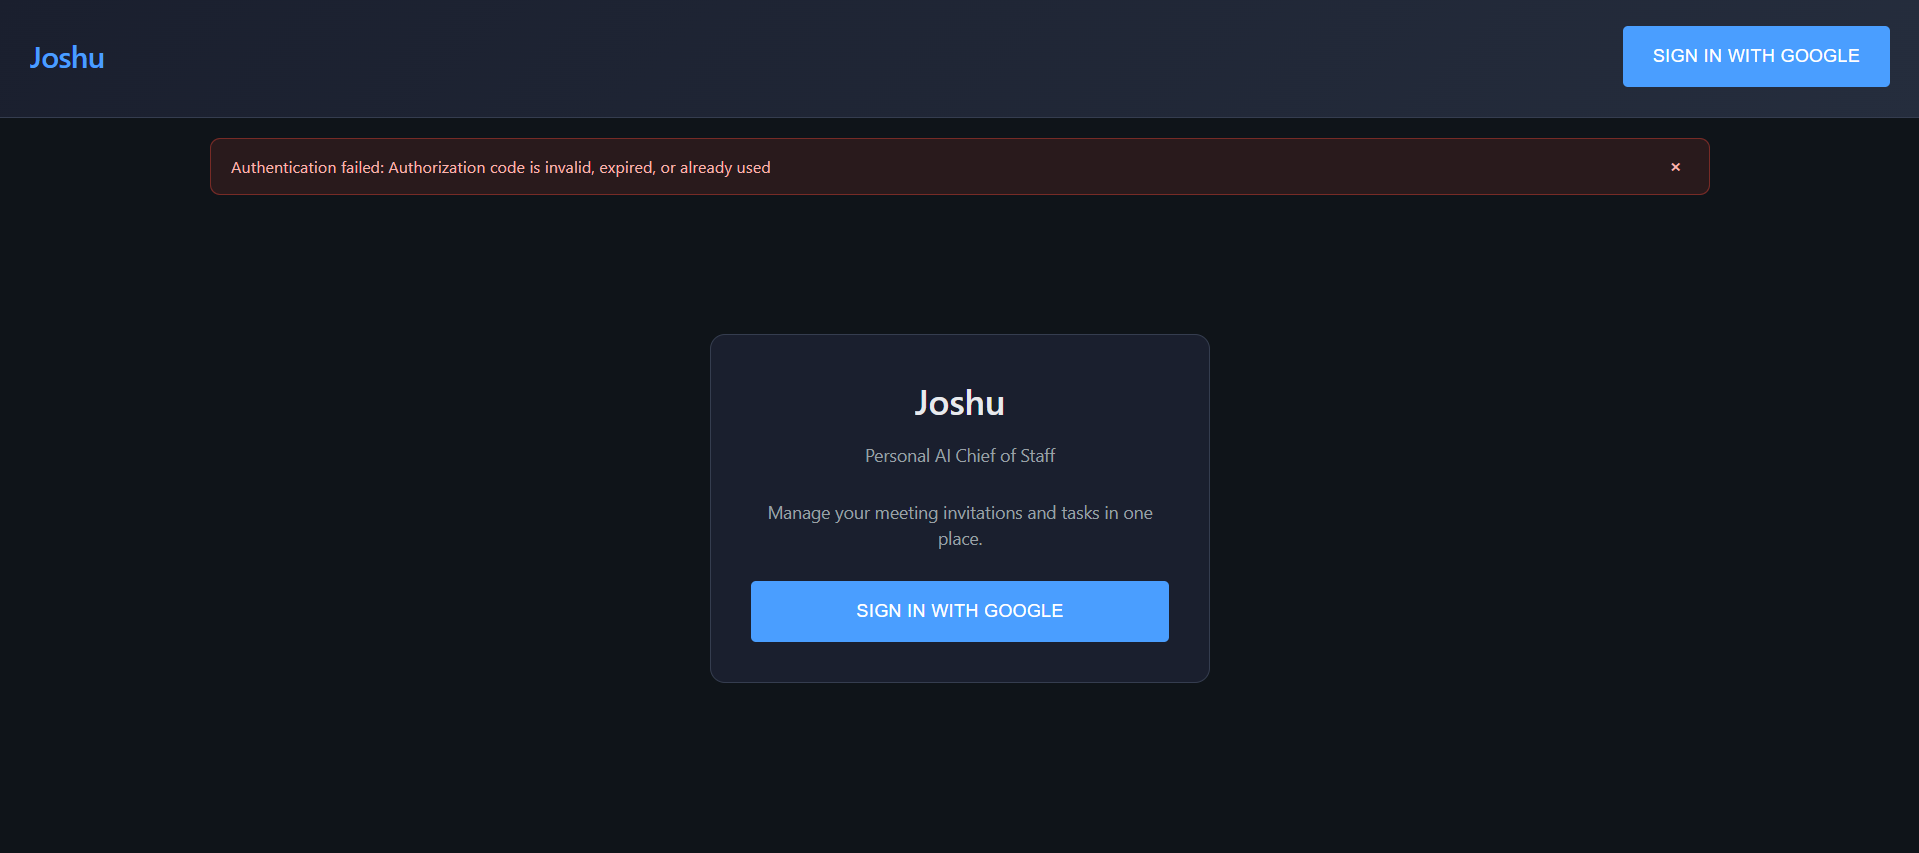 Joshu
SIGN IN WITH GOOGLE
Authentication failed: Authorization code is invalid, expired, or already used
×
Joshu
Personal AI Chief of Staff
Manage your meeting invitations and tasks in one
place.
SIGN IN WITH GOOGLE